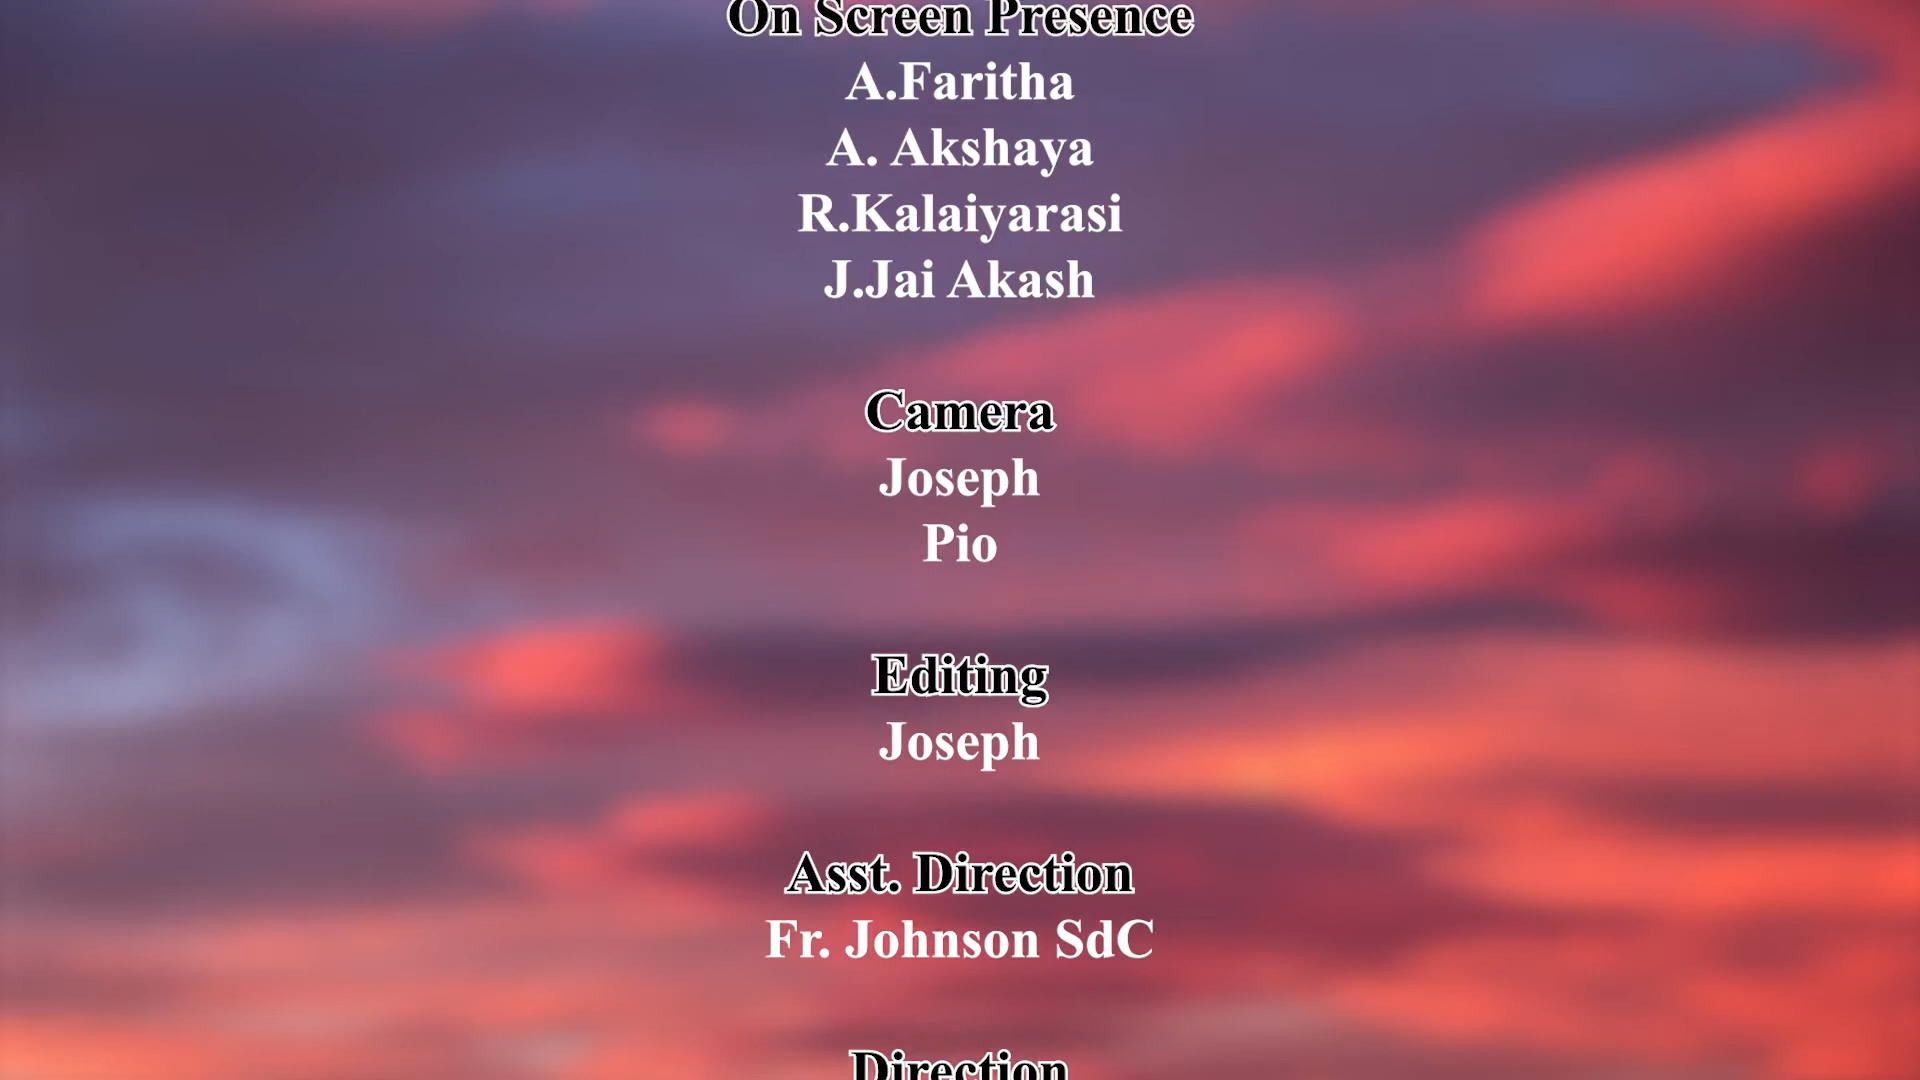 On Screen Presence
A.Faritha
A. Akshaya
R.Kalaiyarasi
J.Jai Akash
Camera
Joseph
Pio
Editing
Joseph
Asst. Direction
Fr. Johnson SdC
Direction